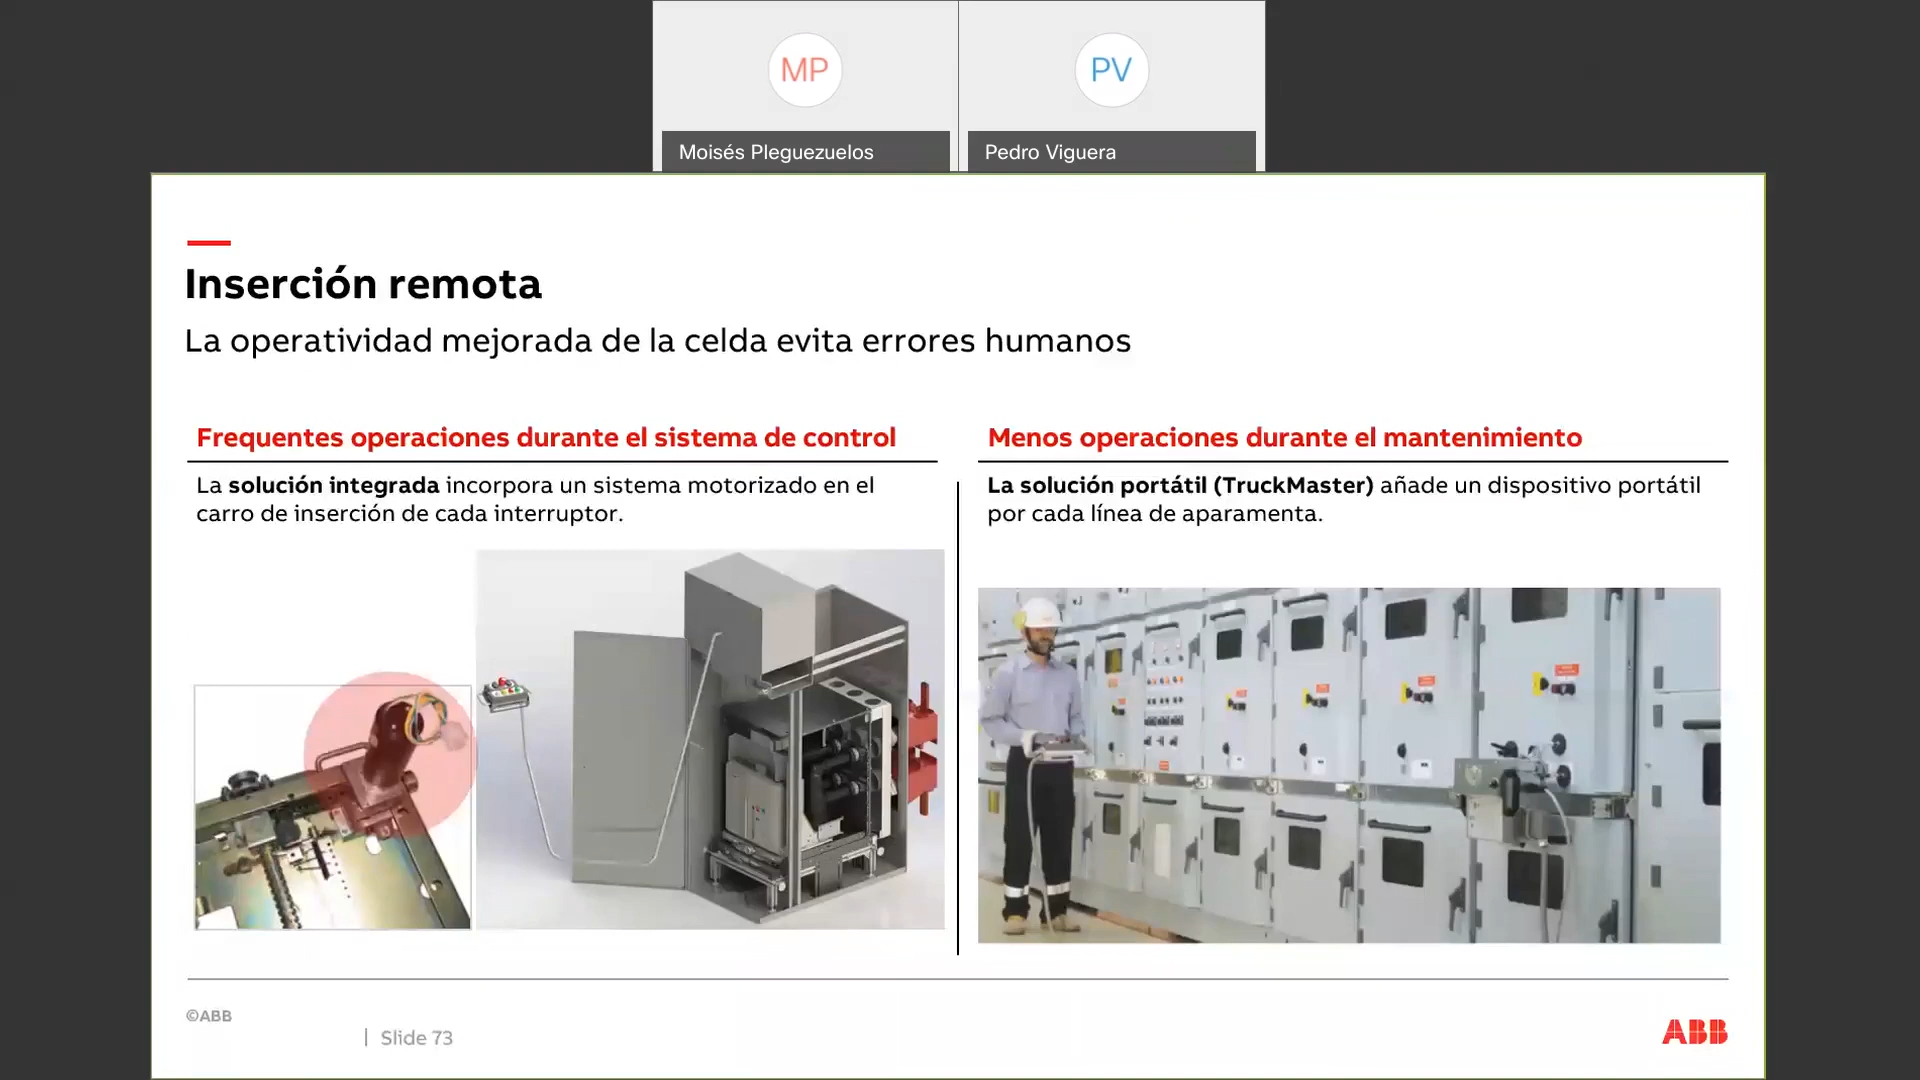 MP
PV
Moisés Pleguezuelos
Pedro Viguera
Inserción remota
La operatividad mejorada de la celda evita errores humanos
Frequentes operaciones durante el sistema de control
La solución integrada incorpora un sistema motorizado en el
carro de inserción de cada interruptor.
Menos operaciones durante el mantenimiento
La solución portátil (TruckMaster) añade un dispositivo portátil
por cada línea de aparamenta.
©ABB
| Slide 73
ABB